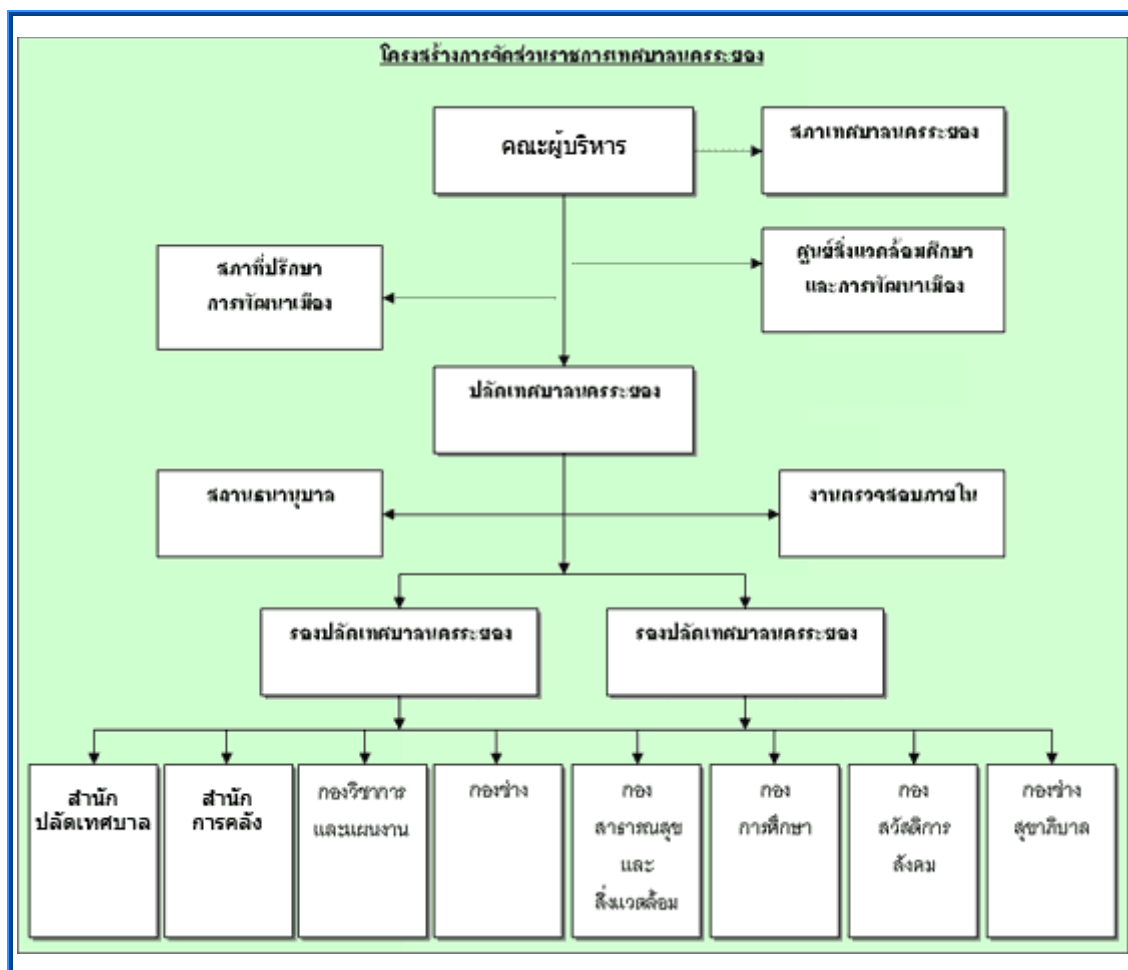 โครงสร้างการจัดส่วนราชการเทศบาลนครระยอง
คณะผู้บริหาร
สภาเทศบาลนครระยอง
ศูนย์สิ่งแวดล้อมศึกษา
และการพัฒนาเมือง
สภาที่ปรึกษา
การพัฒนาเมือง
ปลัดเทศบาลนครระยอง
สถานธนานุบาล
งานตรวจสอบภายใน
รองปลัดเทศบาลนครระยอง
รองปลัดเทศบาลนครระยอง
สำนัก
ปลัดเทศบาล
สำนัก
การคลัง
กองวิชาการ
และแผนงาน
กองช่าง
กอง
สาธารณสุข
และ
สิ่งแวดล้อม
กอง
การศึกษา
กอง
สวัสดิการ
สังคม
กองช่าง
สุขาภิบาล